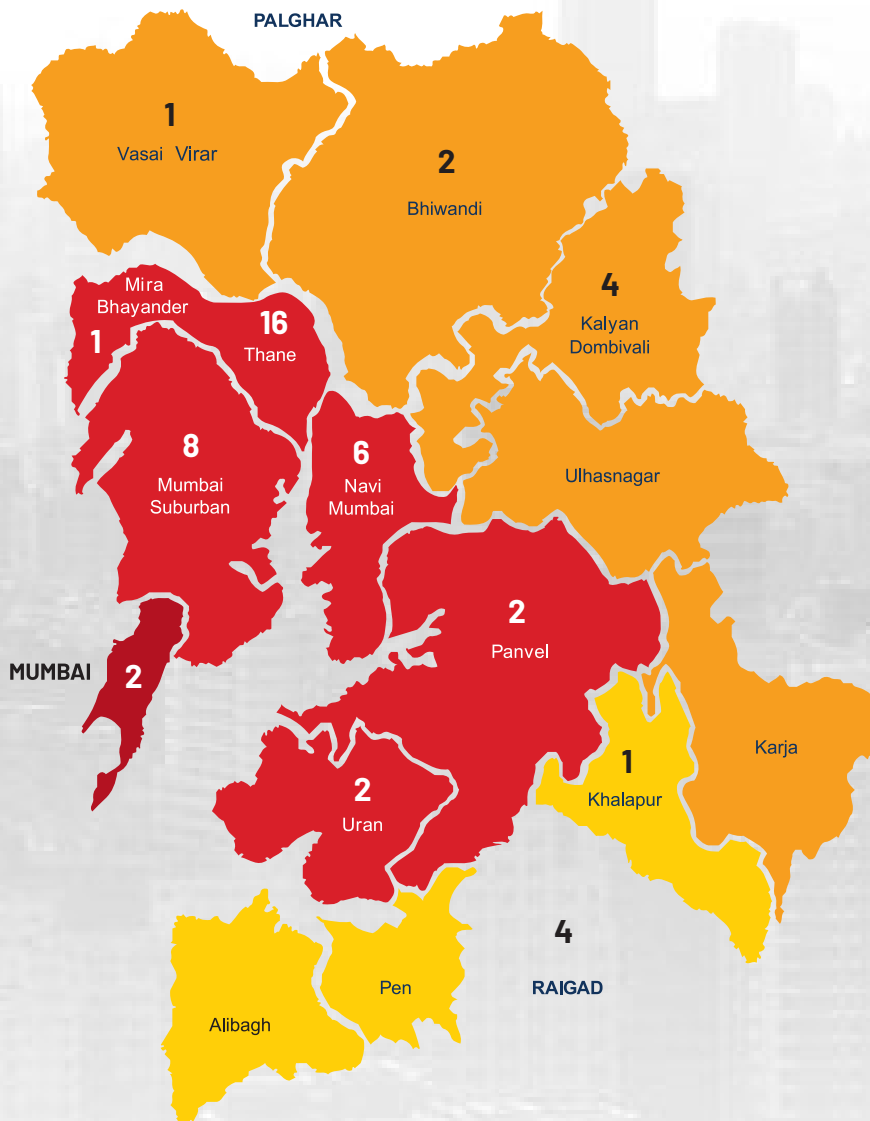 PALGHAR
1
Vasai Virar
2
Bhiwandi
4
Kalyan
Dombivali
Mira
Bhayander
1
16
Thane
8
Mumbai
Suburban
6
Navi
Mumbai
Ulhasnagar
2
Panvel
MUMBAI
2
Karja
1
Khalapur
2
Uran
4
RAIGAD
Pen
Alibagh